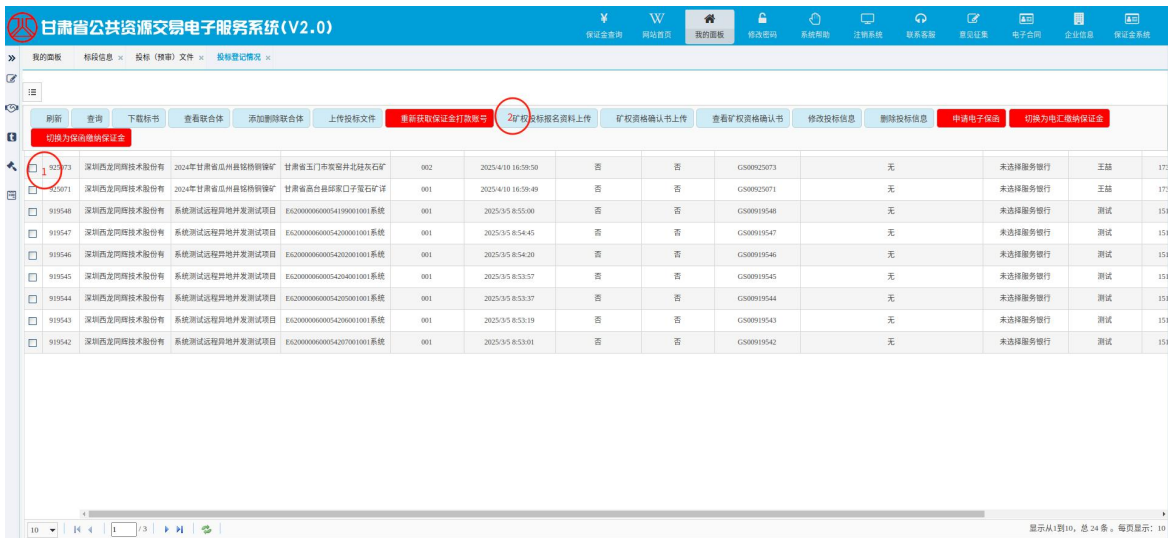 甘肃省公共资源交易电子服务系统(V2.0)
保证金查询 网站首页 我的面板 修改密码 系统帮助 注销系统 联系客服 意见征集 电子合同 企业信息 保证金系统
我的面板 标段信息 × 投标（预审）文件 × 投标登记情况 ×
刷新 查询 下载标书 查看联合体 添加删除联合体 上传投标文件 重新获取保证金打款账号 2 矿权投标报名资料上传 矿权资格确认书上传 查看矿权资格确认书 修改投标信息 删除投标信息 申请电子保函 切换为电汇缴纳保证金
切换为保函缴纳保证金
1 925073 深圳西龙同辉技术股份有 2024年甘肃省瓜州县铭杨铜镍矿 甘肃省玉门市炭窑井北硅灰石矿 002 2025/4/10 16:59:50 否 否 GS00925073 无 未选择服务银行 王喆 173
925071 深圳西龙同辉技术股份有 2024年甘肃省瓜州县铭杨铜镍矿 甘肃省高台县邱家口子萤石矿详 001 2025/4/10 16:59:49 否 否 GS00925071 无 未选择服务银行 王喆 173
919548 深圳西龙同辉技术股份有 系统测试远程异地并发测试项目 E6200000600054199001001系统 001 2025/3/5 8:55:00 否 否 GS00919548 无 未选择服务银行 测试 151
919547 深圳西龙同辉技术股份有 系统测试远程异地并发测试项目 E6200000600054200001001系统 001 2025/3/5 8:54:45 否 否 GS00919547 无 未选择服务银行 测试 151
919546 深圳西龙同辉技术股份有 系统测试远程异地并发测试项目 E6200000600054202001001系统 001 2025/3/5 8:54:20 否 否 GS00919546 无 未选择服务银行 测试 151
919545 深圳西龙同辉技术股份有 系统测试远程异地并发测试项目 E6200000600054204001001系统 001 2025/3/5 8:53:57 否 否 GS00919545 无 未选择服务银行 测试 151
919544 深圳西龙同辉技术股份有 系统测试远程异地并发测试项目 E6200000600054205001001系统 001 2025/3/5 8:53:37 否 否 GS00919544 无 未选择服务银行 测试 151
919543 深圳西龙同辉技术股份有 系统测试远程异地并发测试项目 E6200000600054206001001系统 001 2025/3/5 8:53:19 否 否 GS00919543 无 未选择服务银行 测试 151
919542 深圳西龙同辉技术股份有 系统测试远程异地并发测试项目 E6200000600054207001001系统 001 2025/3/5 8:53:01 否 否 GS00919542 无 未选择服务银行 测试 151
10 1 /3 显示从1到10，总 24 条 。每页显示：10